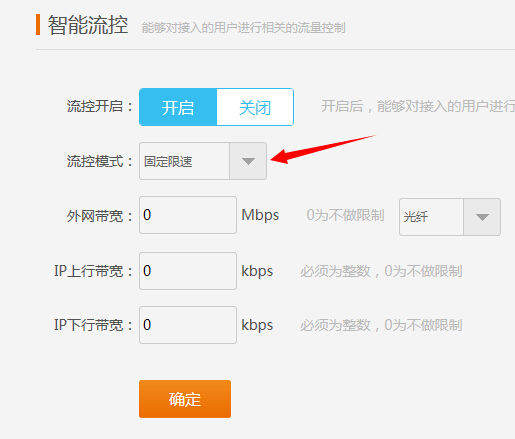 智能流控 能够对接入的用户进行相关的流量控制
流控开启： 开启 关闭 开启后，能够对接入的用户进行
流控模式： 固定限速
外网带宽： 0 Mbps 0为不做限制 光纤
IP上行带宽： 0 kbps 必须为整数，0为不做限制
IP下行带宽： 0 kbps 必须为整数，0为不做限制
确定